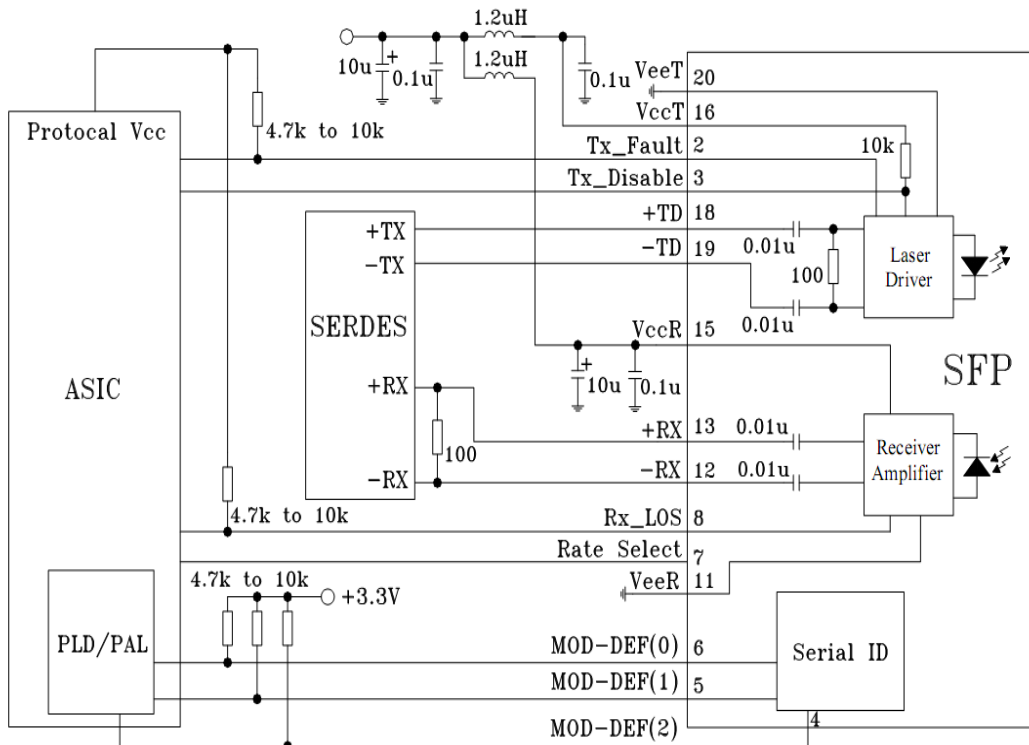 1.2uH
1.2uH
10u
+
0.1u
0.1u
VeeT 20
VccT 16
Protocal Vcc
4.7k to 10k
Tx_Fault 2
10k
Tx_Disable 3
+TD 18
-TD 19
+TX
-TX
0.01u
100
0.01u
Laser
Driver
SERDES
VccR 15
+
10u
0.1u
SFP
ASIC
+RX
100
-RX
+RX 13
0.01u
-RX 12
0.01u
Receiver
Amplifier
4.7k to 10k
Rx_LOS 8
Rate Select 7
4.7k to 10k
+3.3V
VeeR 11
PLD/PAL
MOD-DEF(0) 6
MOD-DEF(1) 5
Serial ID
MOD-DEF(2)
4